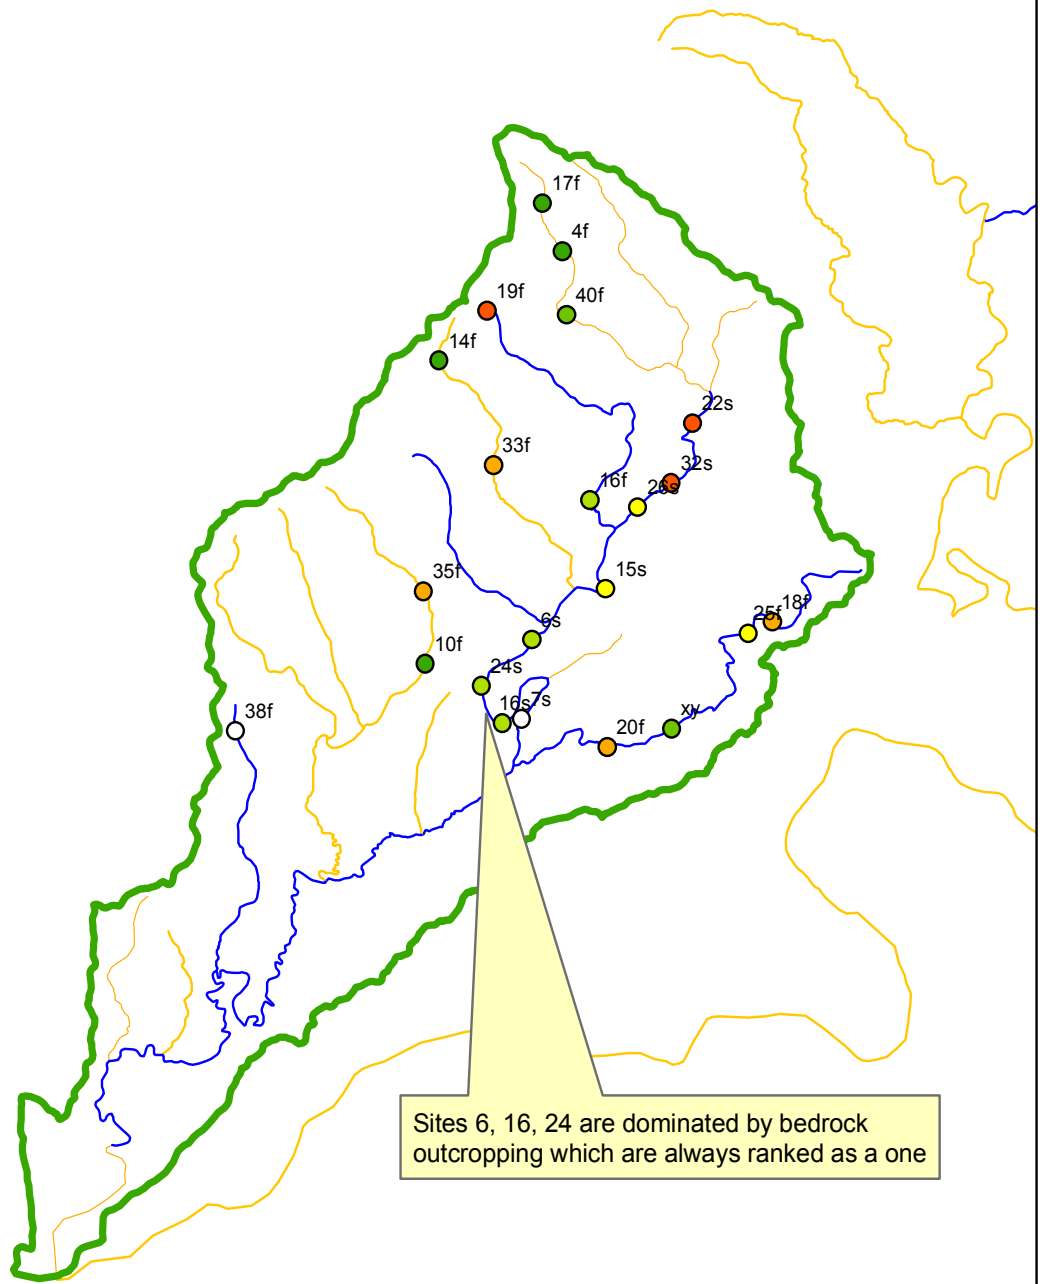 17f
4f
19f
40f
14f
22s
33f
32s
16f
26s
15s
35f
25f
18f
6s
10f
24s
16s
7s
38f
xy
20f
Sites 6, 16, 24 are dominated by bedrock
outcropping which are always ranked as a one